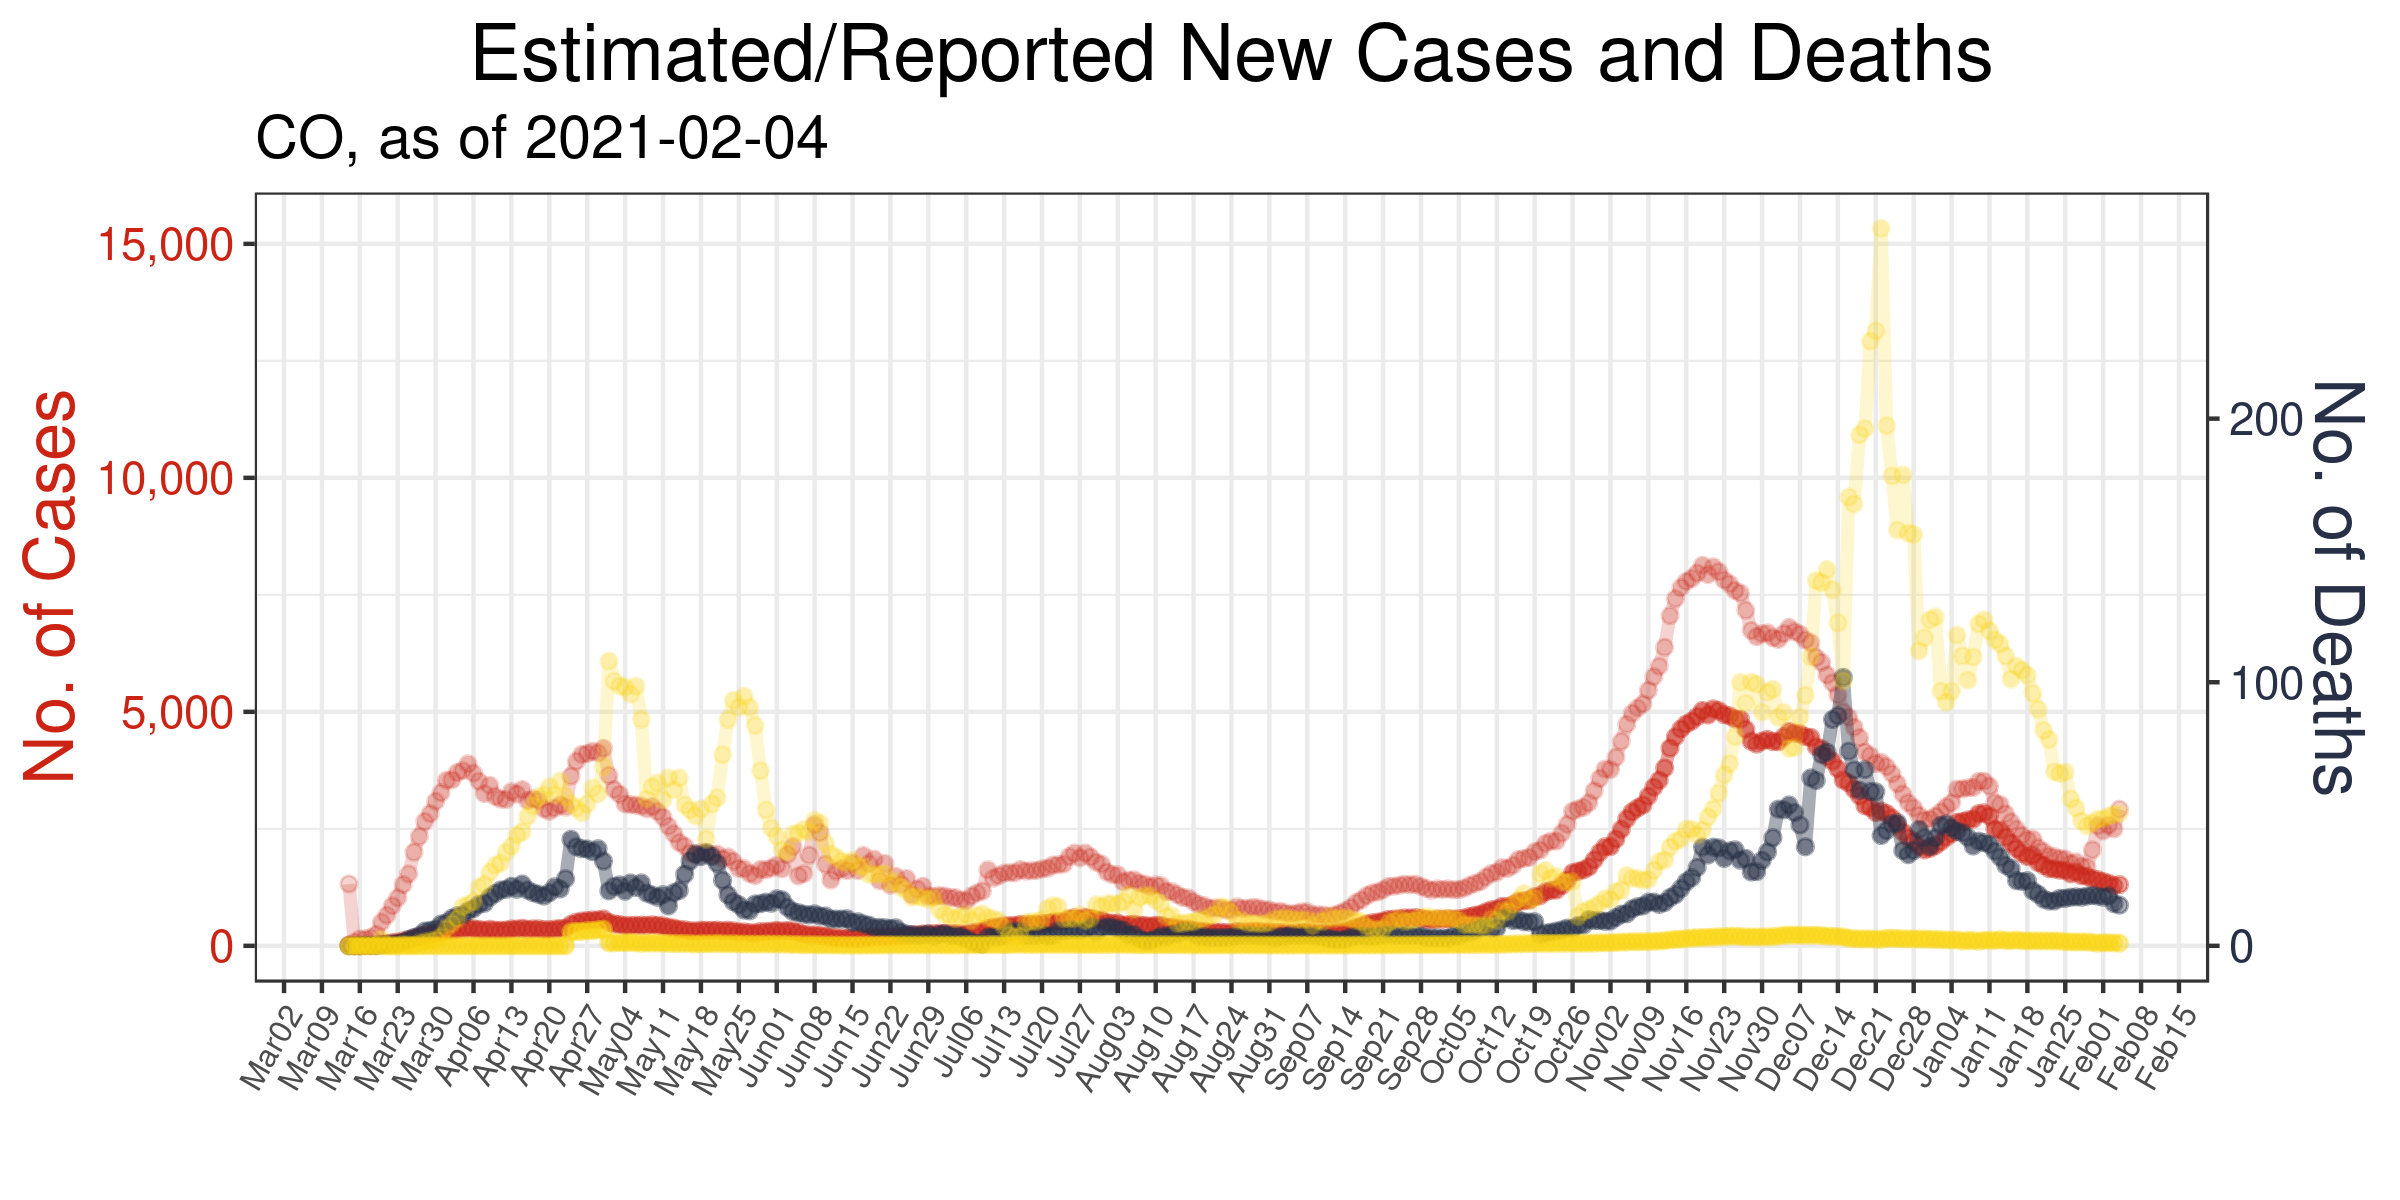 Estimated/Reported New Cases and Deaths
CO, as of 2021-02-04
No. of Cases
15,000
10,000
5,000
0
200
100
0
No. of Deaths
Mar02
Mar09
Mar16
Mar23
Mar30
Apr06
Apr13
Apr20
Apr27
May04
May11
May18
May25
Jun01
Jun08
Jun15
Jun22
Jun29
Jul06
Jul13
Jul20
Jul27
Aug03
Aug10
Aug17
Aug24
Aug31
Sep07
Sep14
Sep21
Sep28
Oct05
Oct12
Oct19
Oct26
Nov02
Nov09
Nov16
Nov23
Nov30
Dec07
Dec14
Dec21
Dec28
Jan04
Jan11
Jan18
Jan25
Feb01
Feb08
Feb15